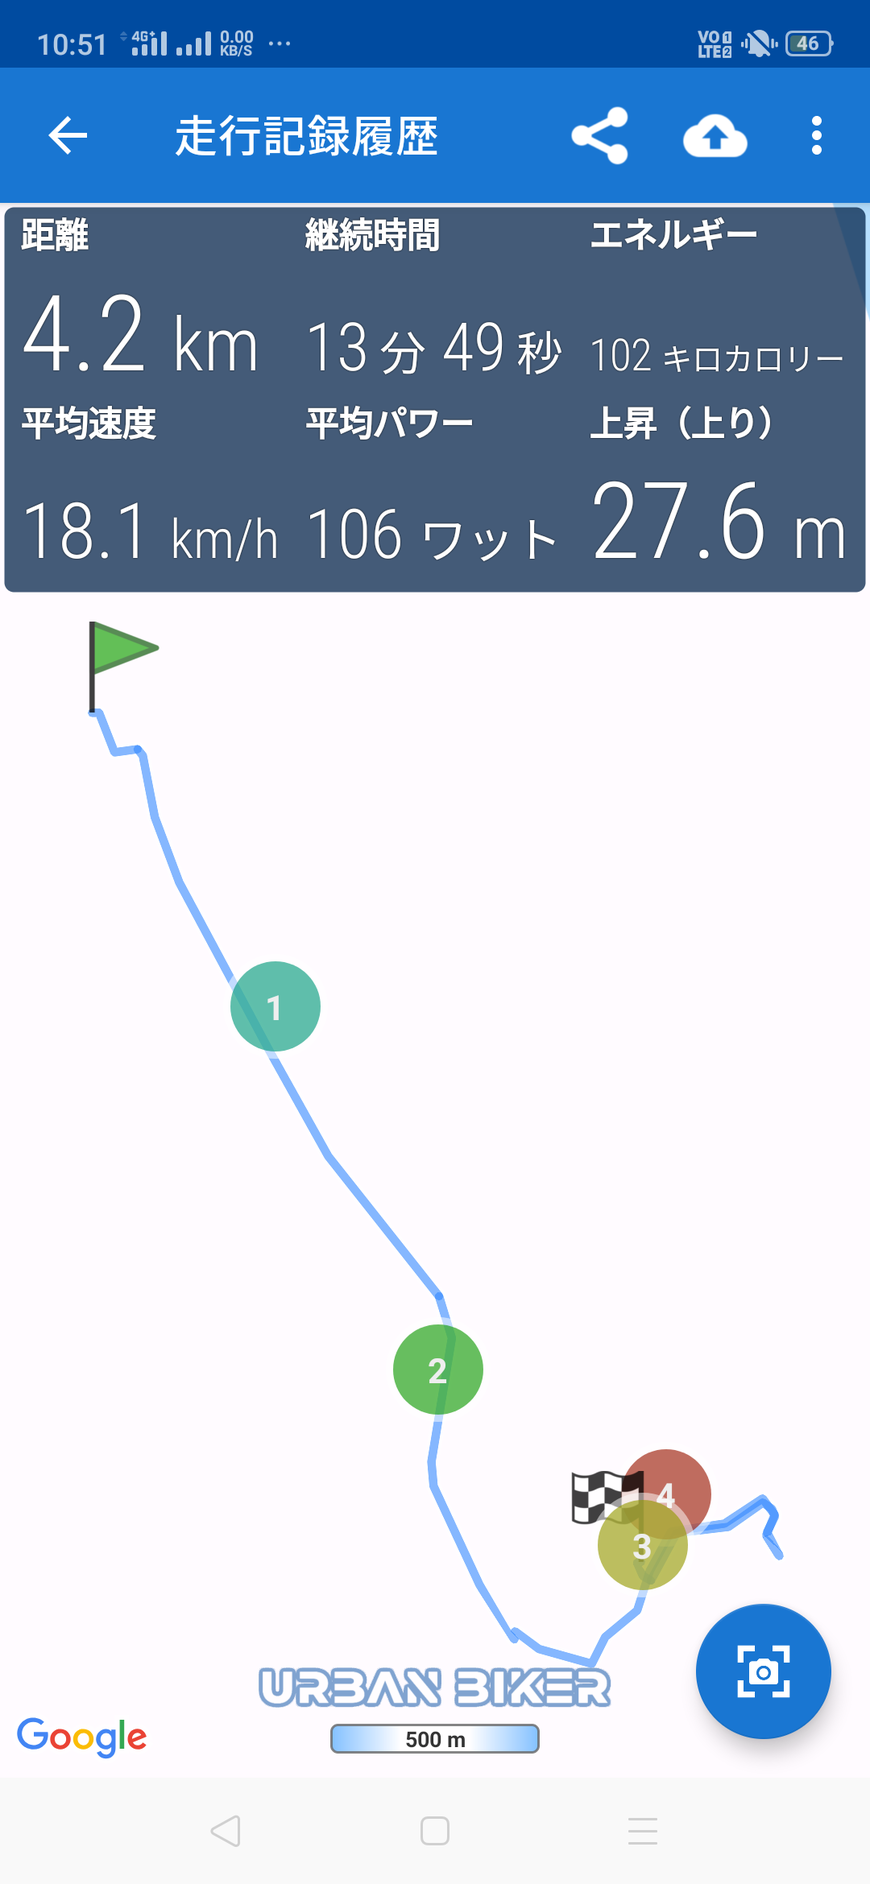 10:51 4G+ 0.00 KB/S ... VO 1 LTE 2 46
走行記録履歴
距離 継続時間 エネルギー
4.2 km 13 分 49 秒 102 キロカロリー
平均速度 平均パワー 上昇（上り）
18.1 km/h 106 ワット 27.6 m
1
2
4
3
URBAN BIKER
Google 500 m